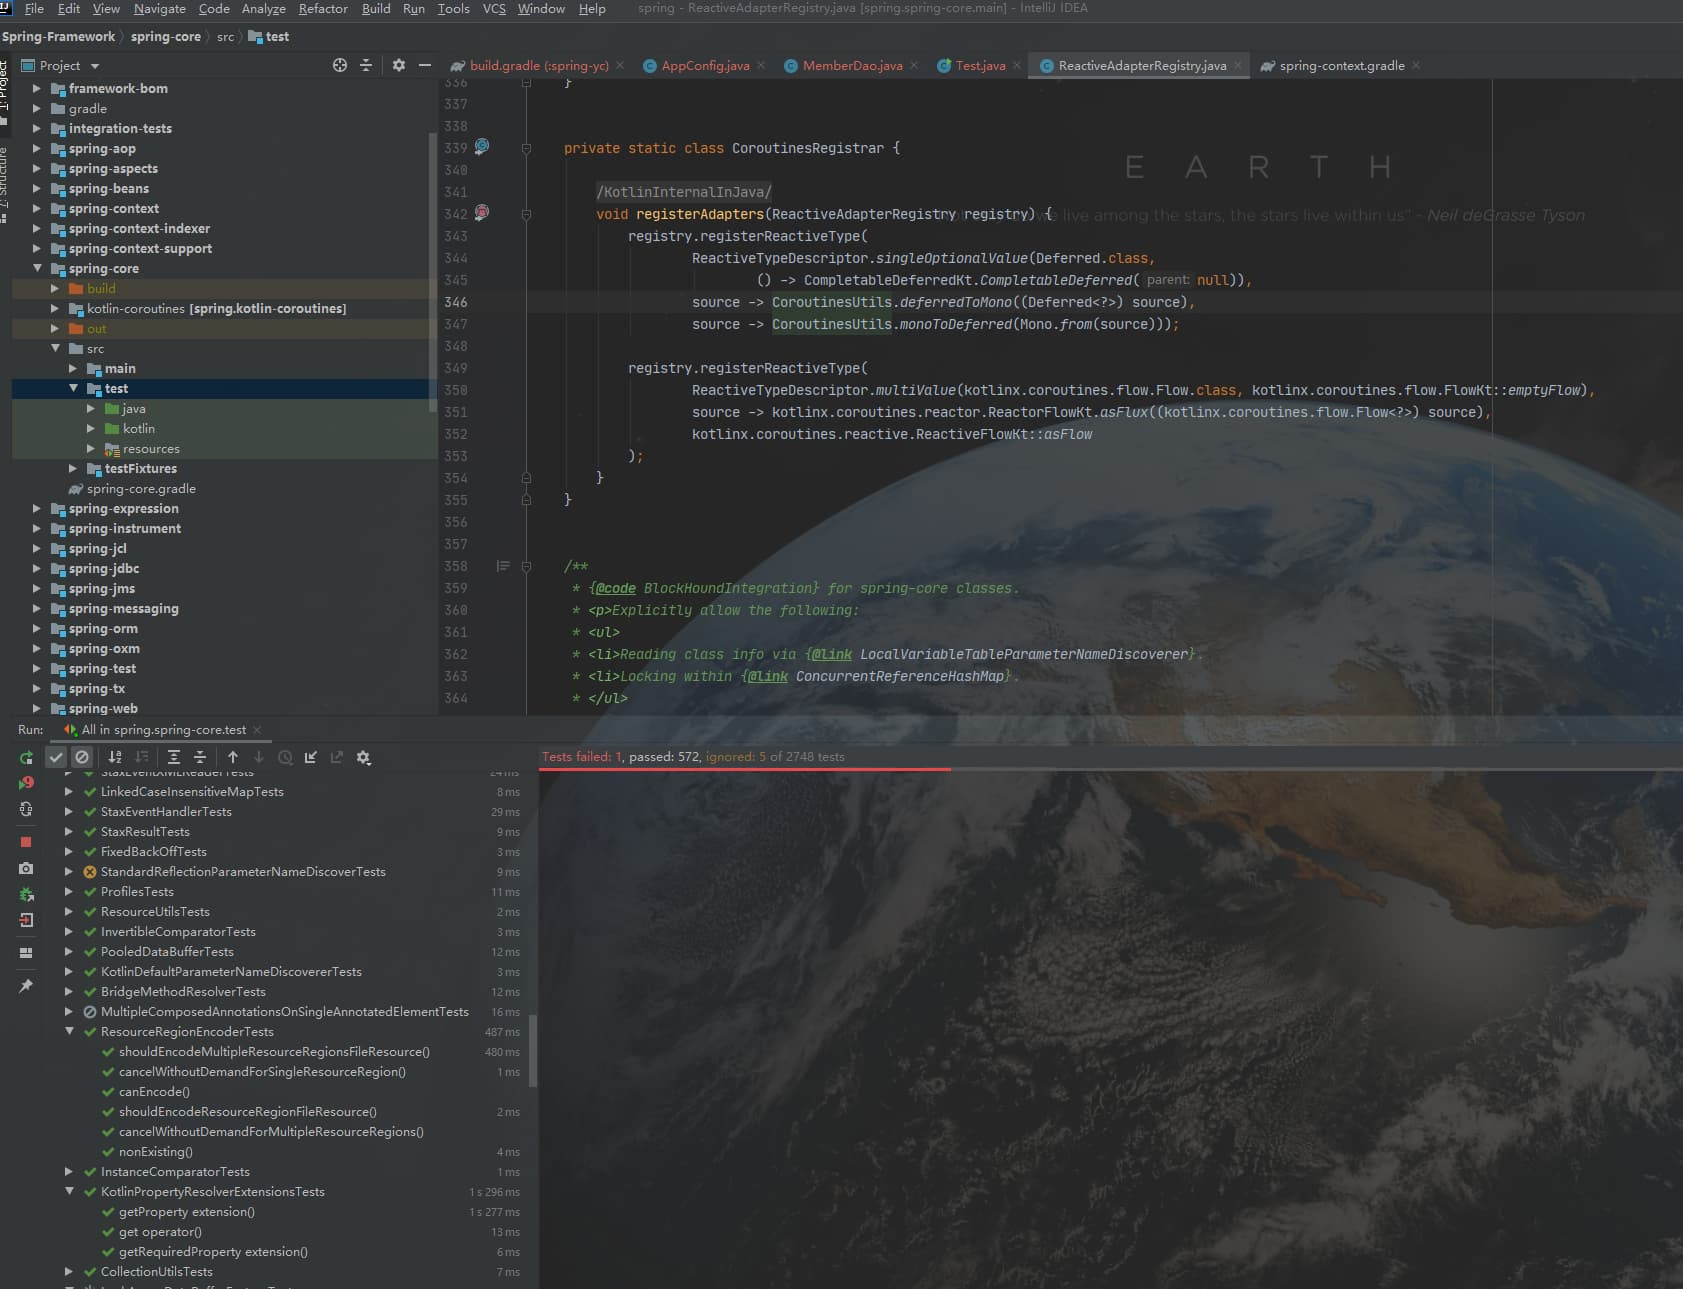 File Edit View Navigate Code Analyze Refactor Build Run Tools VCS Window Help spring - ReactiveAdapterRegistry.java [spring.spring-core.main] - IntelliJ IDEA
Spring-Framework spring-core src test
Project
build.gradle (:spring-yc) AppConfig.java MemberDao.java Test.java ReactiveAdapterRegistry.java spring-context.gradle
1: Project
Z: Structure
framework-bom
gradle
integration-tests
spring-aop
spring-aspects
spring-beans
spring-context
spring-context-indexer
spring-context-support
spring-core
build
kotlin-coroutines [spring.kotlin-coroutines]
out
src
main
test
java
kotlin
resources
testFixtures
spring-core.gradle
spring-expression
spring-instrument
spring-jcl
spring-jdbc
spring-jms
spring-messaging
spring-orm
spring-oxm
spring-test
spring-tx
spring-web
336 }
337
338
339 private static class CoroutinesRegistrar {
340
341 /KotlinInternalInJava/
342 void registerAdapters(ReactiveAdapterRegistry registry) {
343 registry.registerReactiveType(
344 ReactiveTypeDescriptor.singleOptionalValue(Deferred.class,
345 () -> CompletableDeferredKt.CompletableDeferred( parent: null)),
346 source -> CoroutinesUtils.deferredToMono((Deferred<?>) source),
347 source -> CoroutinesUtils.monoToDeferred(Mono.from(source)));
348
349 registry.registerReactiveType(
350 ReactiveTypeDescriptor.multiValue(kotlinx.coroutines.flow.Flow.class, kotlinx.coroutines.flow.FlowKt::emptyFlow),
351 source -> kotlinx.coroutines.reactor.ReactorFlowKt.asFlux((kotlinx.coroutines.flow.Flow<?>) source),
352 kotlinx.coroutines.reactive.ReactiveFlowKt::asFlow
353 );
354 }
355 }
356
357
358 /**
359 * {@code BlockHoundIntegration} for spring-core classes.
360 * <p>Explicitly allow the following:
361 * <ul>
362 * <li>Reading class info via {@link LocalVariableTableParameterNameDiscoverer}.
363 * <li>Locking within {@link ConcurrentReferenceHashMap}.
364 * </ul>
EARTH
we live among the stars, the stars live within us" - Neil deGrasse Tyson
Run: All in spring.spring-core.test
Tests failed: 1, passed: 572, ignored: 5 of 2748 tests
StaxEventXMLReaderTests 24 ms
LinkedCaseInsensitiveMapTests 8 ms
StaxEventHandlerTests 29 ms
StaxResultTests 9 ms
FixedBackOffTests 3 ms
StandardReflectionParameterNameDiscoverTests 9 ms
ProfilesTests 11 ms
ResourceUtilsTests 2 ms
InvertibleComparatorTests 3 ms
PooledDataBufferTests 12 ms
KotlinDefaultParameterNameDiscovererTests 3 ms
BridgeMethodResolverTests 12 ms
MultipleComposedAnnotationsOnSingleAnnotatedElementTests 16 ms
ResourceRegionEncoderTests 487 ms
shouldEncodeMultipleResourceRegionsFileResource() 480 ms
cancelWithoutDemandForSingleResourceRegion() 1 ms
canEncode()
shouldEncodeResourceRegionFileResource() 2 ms
cancelWithoutDemandForMultipleResourceRegions()
nonExisting() 4 ms
InstanceComparatorTests 1 ms
KotlinPropertyResolverExtensionsTests 1 s 296 ms
getProperty extension() 1 s 277 ms
get operator() 13 ms
getRequiredProperty extension() 6 ms
CollectionUtilsTests 7 ms